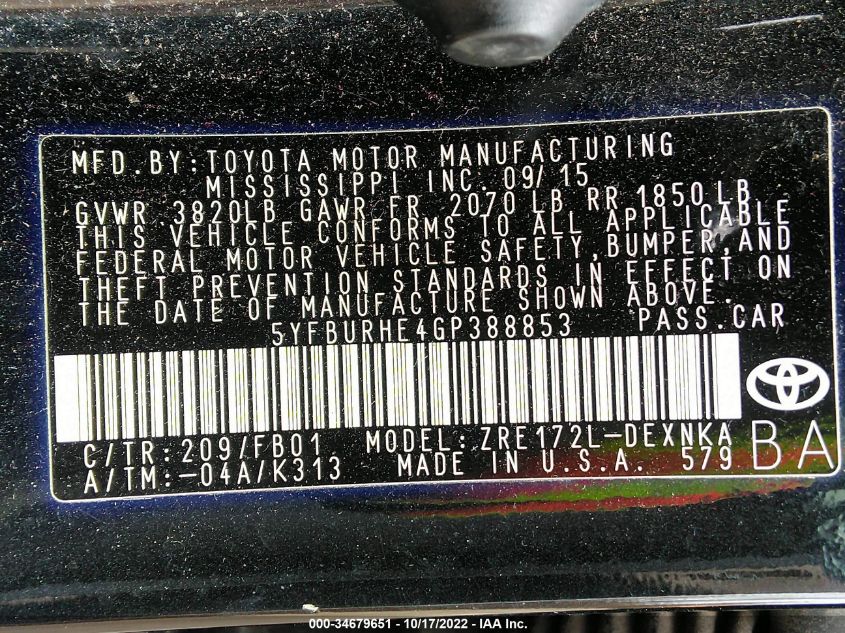 MFD.BY:TOYOTA MOTOR MANUFACTURING
MISSISSIPPI INC. 09/15
GVWR 3820LB GAWR FR 2070 LB RR 1850 LB
THIS VEHICLE CONFORMS TO ALL APPLICABLE
FEDERAL MOTOR VEHICLE SAFETY,BUMPER,AND
THEFT PREVENTION STANDARDS IN EFFECT ON
THE DATE OF MANUFACTURE SHOWN ABOVE.
5YFBURHE4GP388853 PASS.CAR
C/TR:209/FB01 MODEL:ZRE172L-DEXNKA
A/TM:-04A/K313 MADE IN U.S.A. 579
BA
000-34679651 - 10/17/2022 - IAA Inc.